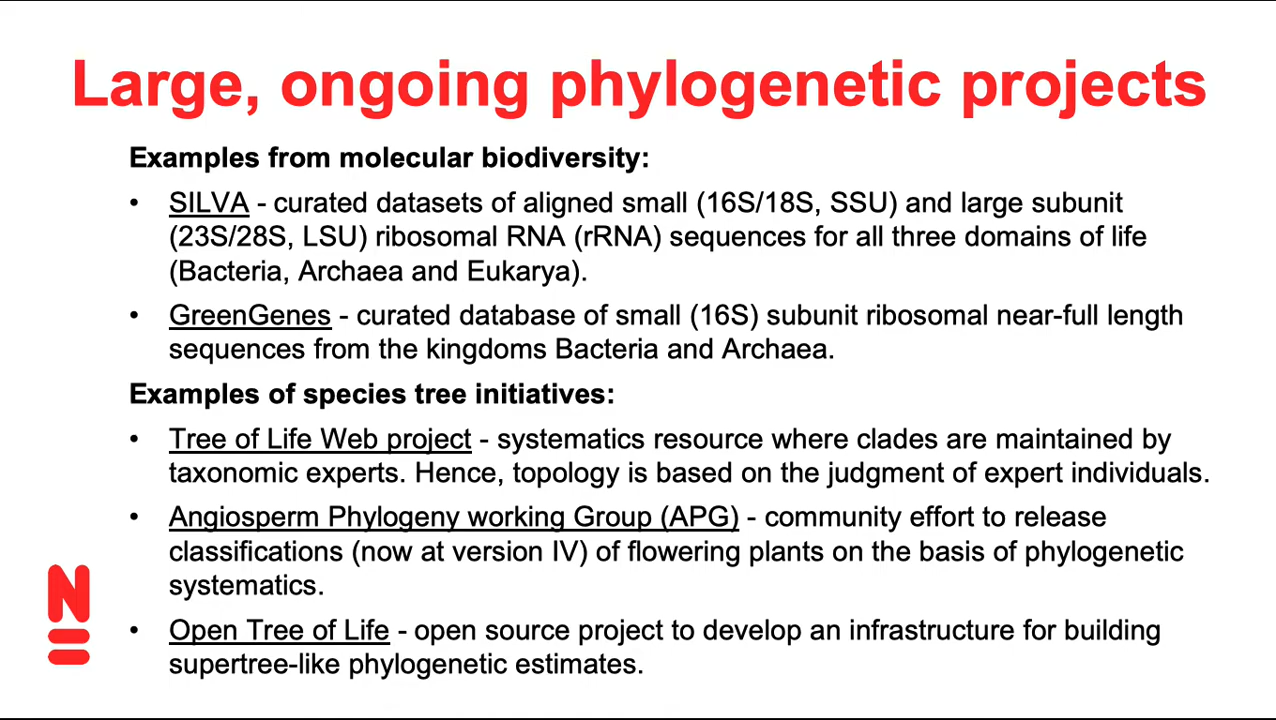 Large, ongoing phylogenetic projects
Examples from molecular biodiversity:
• SILVA - curated datasets of aligned small (16S/18S, SSU) and large subunit
(23S/28S, LSU) ribosomal RNA (rRNA) sequences for all three domains of life
(Bacteria, Archaea and Eukarya).
• GreenGenes - curated database of small (16S) subunit ribosomal near-full length
sequences from the kingdoms Bacteria and Archaea.
Examples of species tree initiatives:
• Tree of Life Web project - systematics resource where clades are maintained by
taxonomic experts. Hence, topology is based on the judgment of expert individuals.
• Angiosperm Phylogeny working Group (APG) - community effort to release
classifications (now at version IV) of flowering plants on the basis of phylogenetic
systematics.
• Open Tree of Life - open source project to develop an infrastructure for building
supertree-like phylogenetic estimates.
N